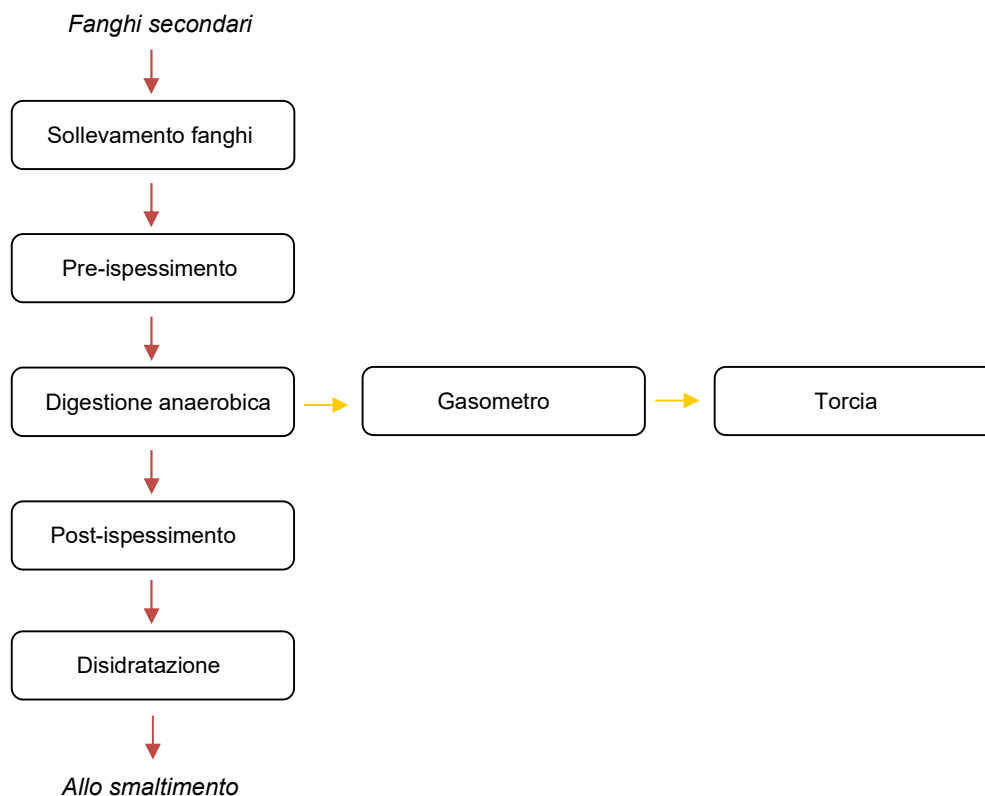 Fanghi secondari
Sollevamento fanghi
Pre-ispessimento
Digestione anaerobica
Gasometro
Torcia
Post-ispessimento
Disidratazione
Allo smaltimento